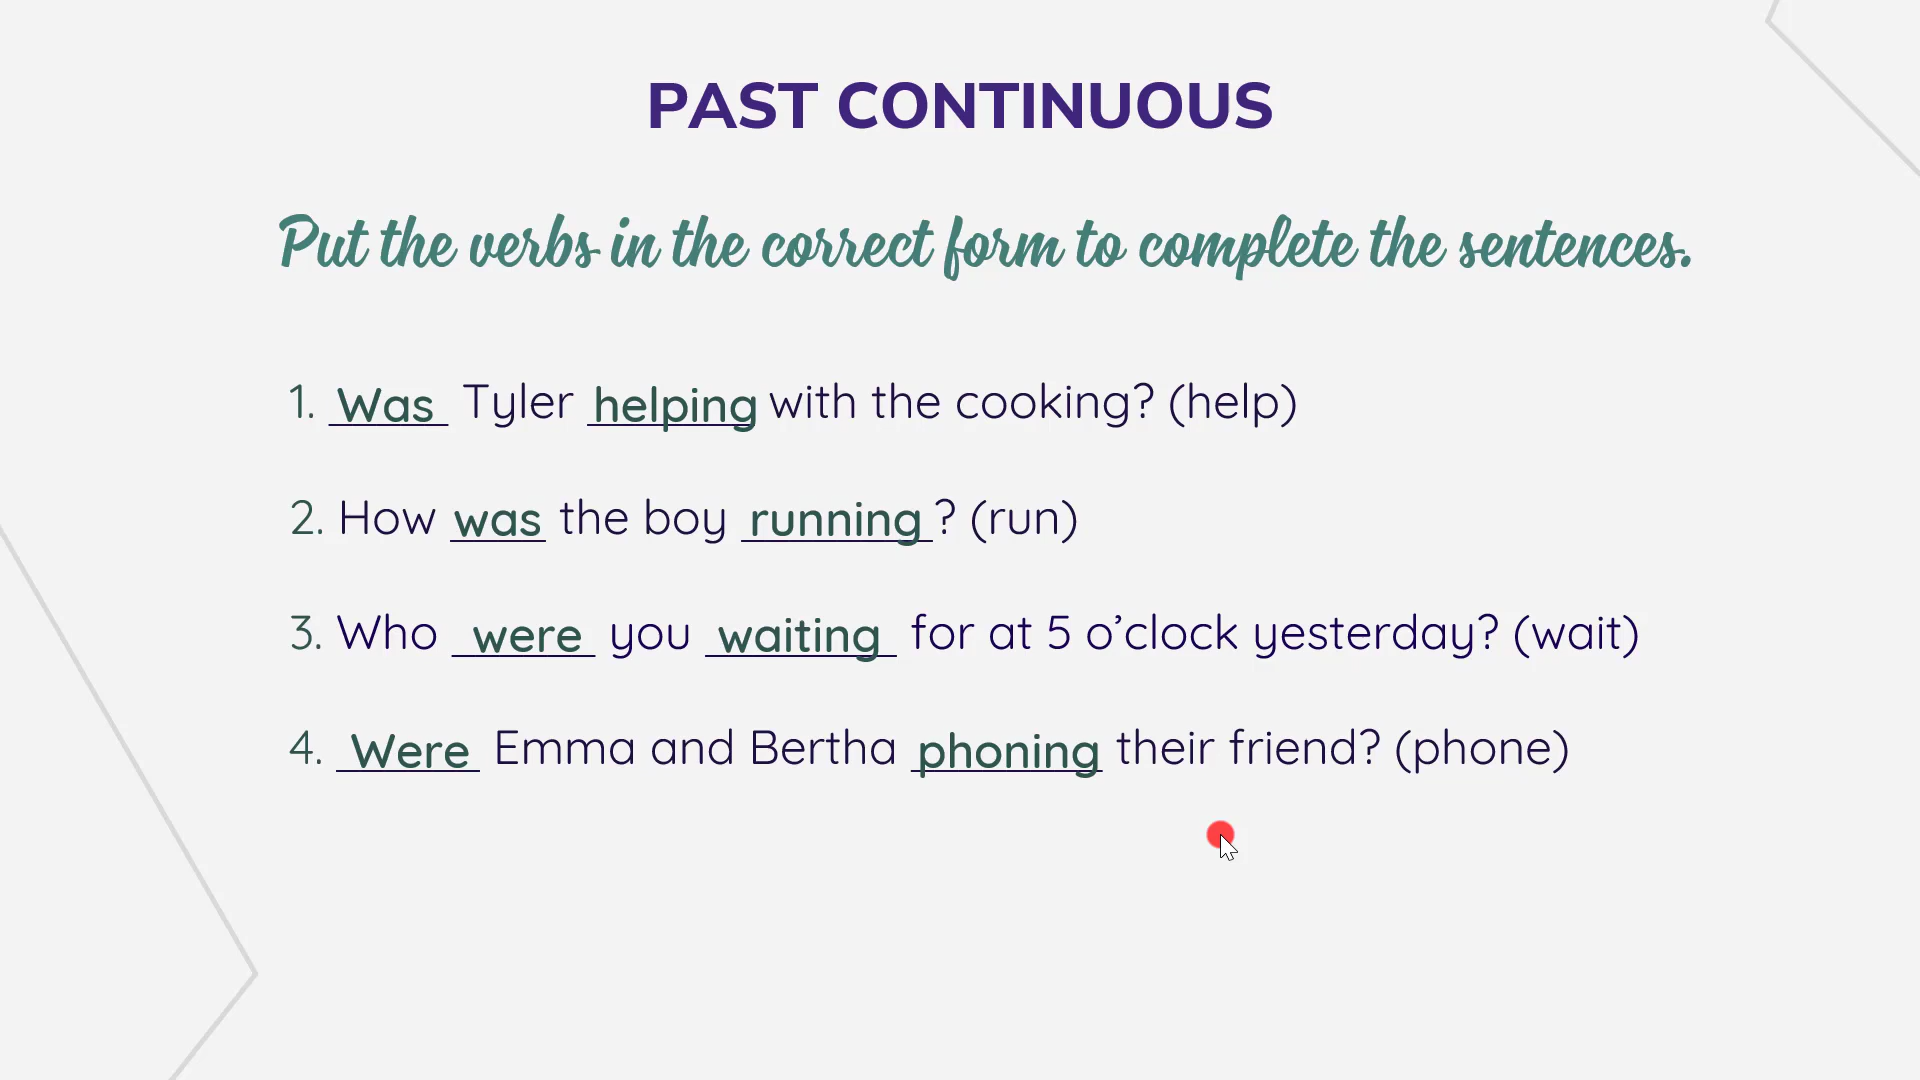 PAST CONTINUOUS
Put the verbs in the correct form to complete the sentences.
1. Was Tyler helping with the cooking? (help)
2. How was the boy running? (run)
3. Who were you waiting for at 5 o’clock yesterday? (wait)
4. Were Emma and Bertha phoning their friend? (phone)